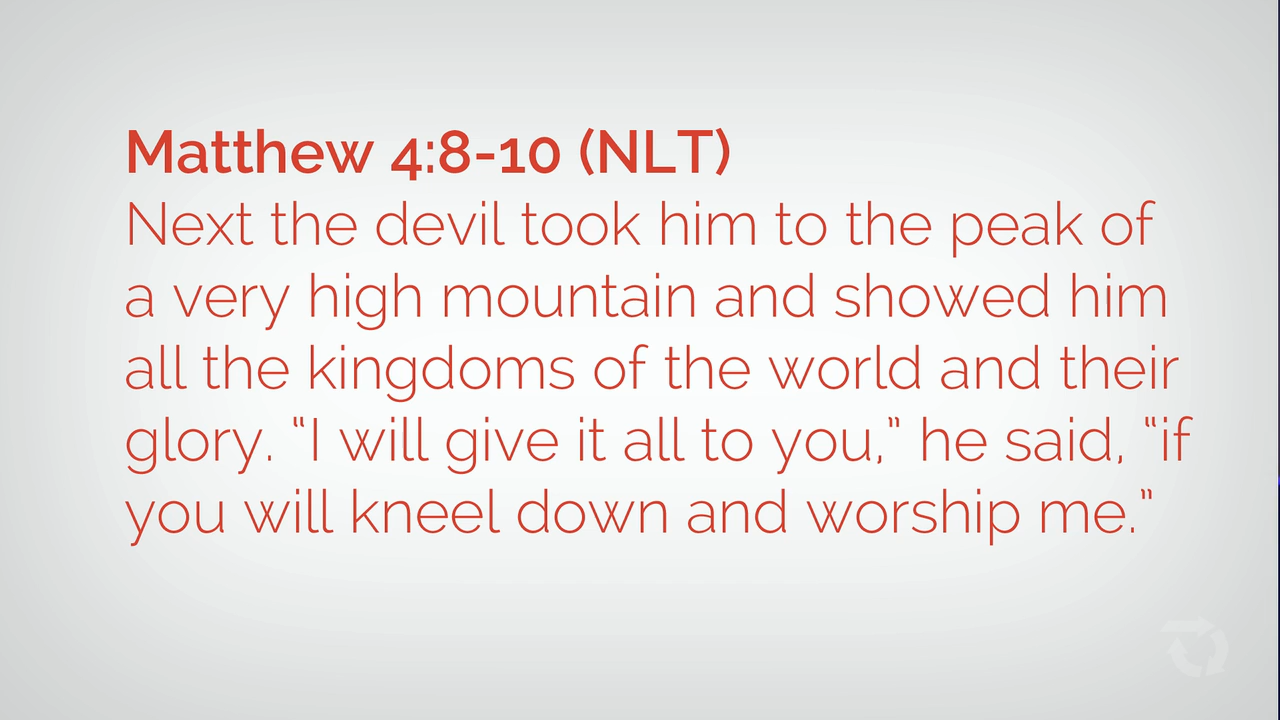 Matthew 4:8-10 (NLT)
Next the devil took him to the peak of
a very high mountain and showed him
all the kingdoms of the world and their
glory. “I will give it all to you,” he said, “if
you will kneel down and worship me.”